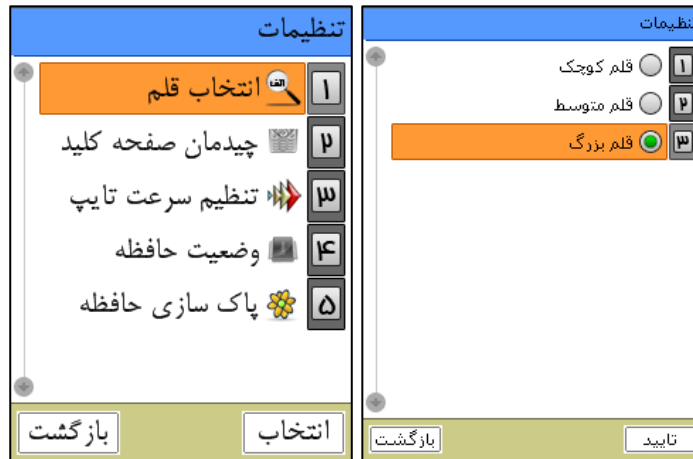 تنظیمات
۱ الف انتخاب قلم
۲ چیدمان صفحه کلید
۳ تنظیم سرعت تایپ
۴ وضعیت حافظه
۵ پاک سازی حافظه
انتخاب بازگشت
تنظیمات
۱ قلم کوچک
۲ قلم متوسط
۳ قلم بزرگ
تایید بازگشت